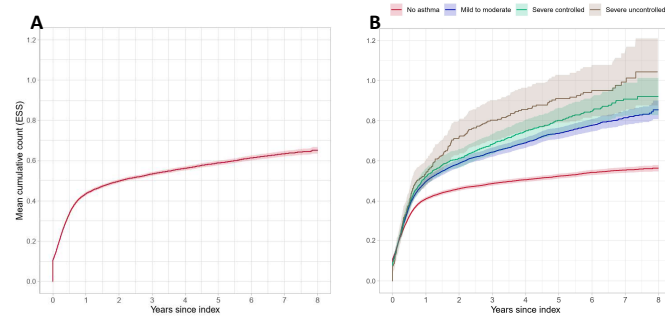 A
B
No asthma Mild to moderate Severe controlled Severe uncontrolled
Mean cumulative count (ESS)
1.2
1.0
0.8
0.6
0.4
0.2
0.0
0 1 2 3 4 5 6 7 8
Years since index
1.2
1.0
0.8
0.6
0.4
0.2
0.0
0 1 2 3 4 5 6 7 8
Years since index